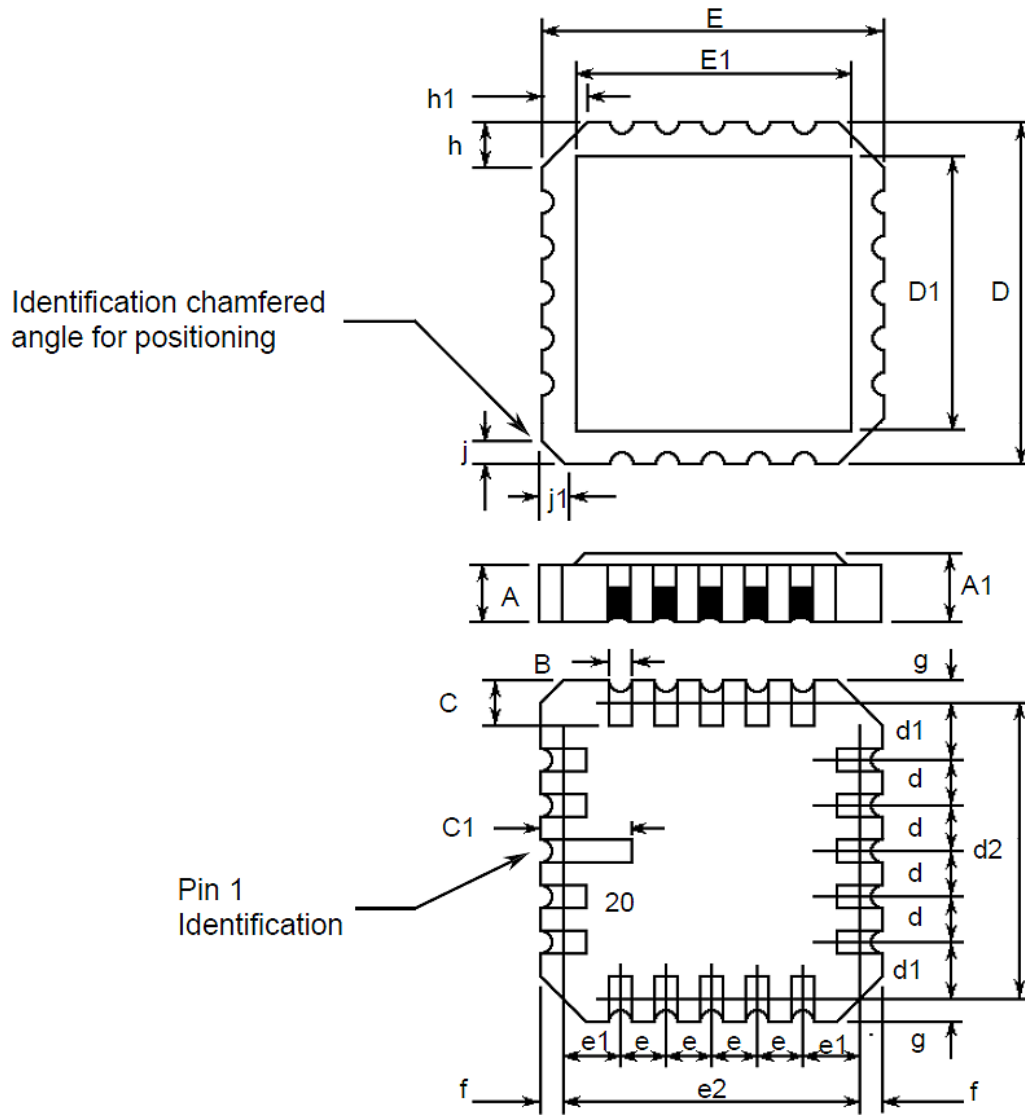 E
E1
h1
h
Identification chamfered
angle for positioning
D1
D
j
j1
A
A1
B
g
C
d1
d
C1
d
d2
d
Pin 1
Identification
20
d
d1
e1 e e e e e1
g
f
e2
f